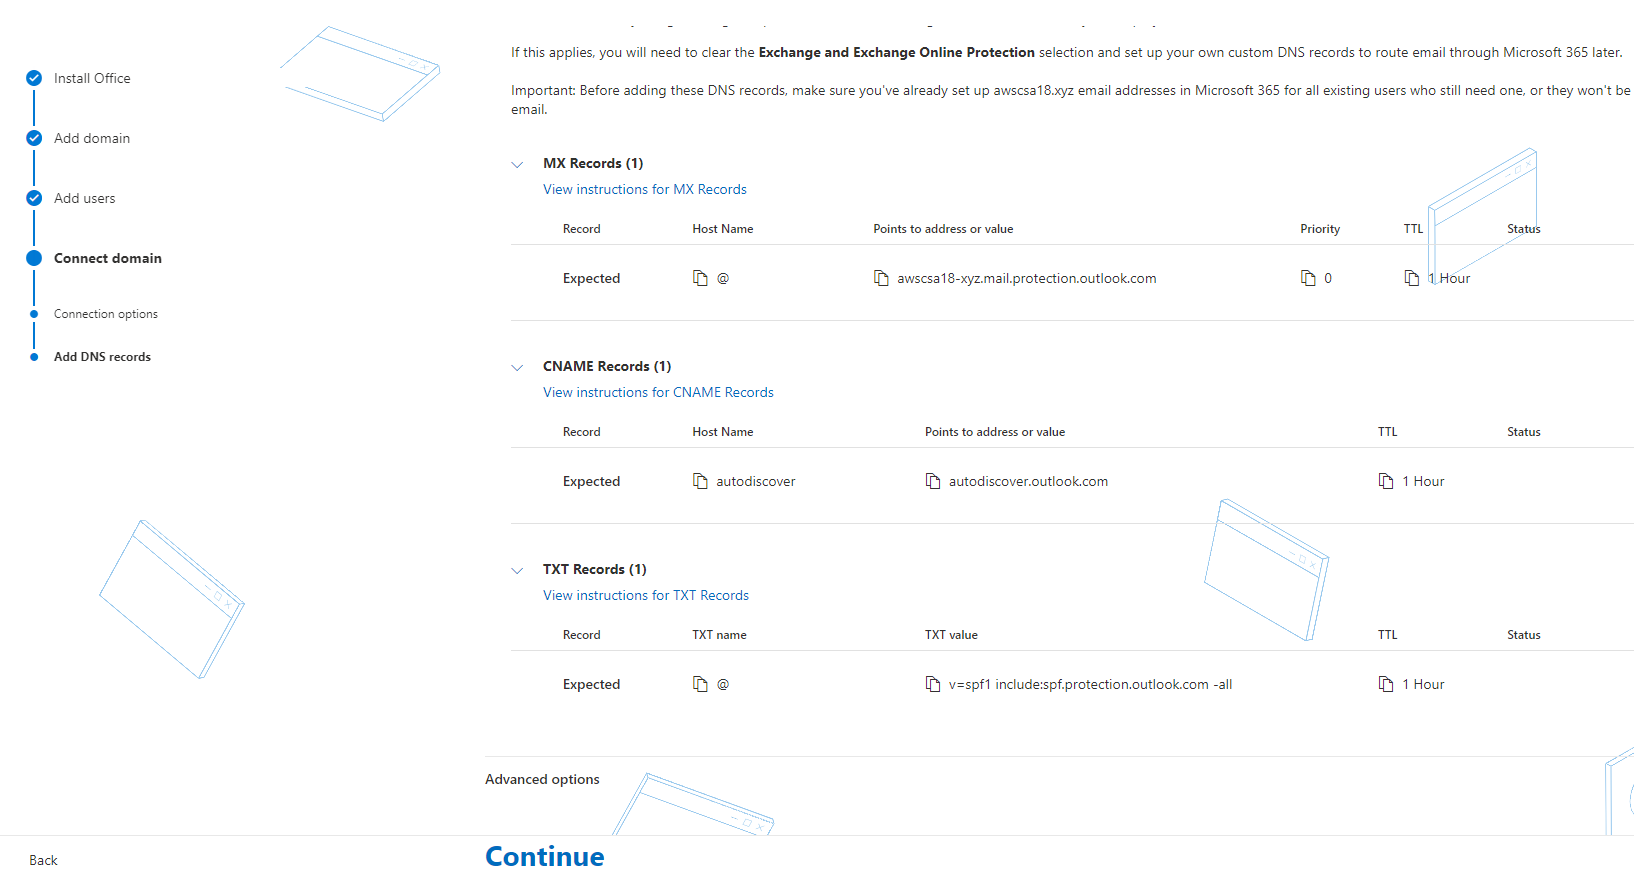 Install Office
Add domain
Add users
Connect domain
Connection options
Add DNS records
If this applies, you will need to clear the Exchange and Exchange Online Protection selection and set up your own custom DNS records to route email through Microsoft 365 later.
Important: Before adding these DNS records, make sure you've already set up awscsa18.xyz email addresses in Microsoft 365 for all existing users who still need one, or they won't be
email.
MX Records (1)
View instructions for MX Records
Record Host Name Points to address or value Priority TTL Status
Expected @ awscsa18-xyz.mail.protection.outlook.com 0 1 Hour
CNAME Records (1)
View instructions for CNAME Records
Record Host Name Points to address or value TTL Status
Expected autodiscover autodiscover.outlook.com 1 Hour
TXT Records (1)
View instructions for TXT Records
Record TXT name TXT value TTL Status
Expected @ v=spf1 include:spf.protection.outlook.com -all 1 Hour
Advanced options
Back Continue